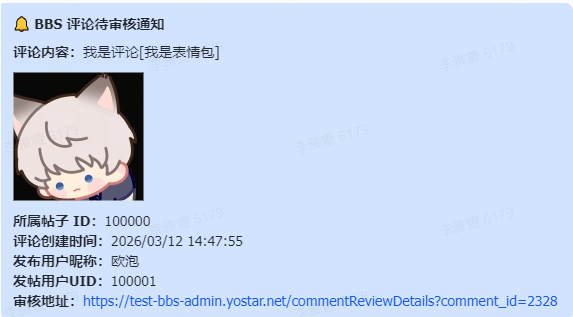 BBS 评论待审核通知
评论内容：我是评论[我是表情包]
所属帖子 ID：100000
评论创建时间：2026/03/12 14:47:55
发布用户昵称：欧泡
发帖用户UID：100001
审核地址：https://test-bbs-admin.yostar.net/commentReviewDetails?comment_id=2328